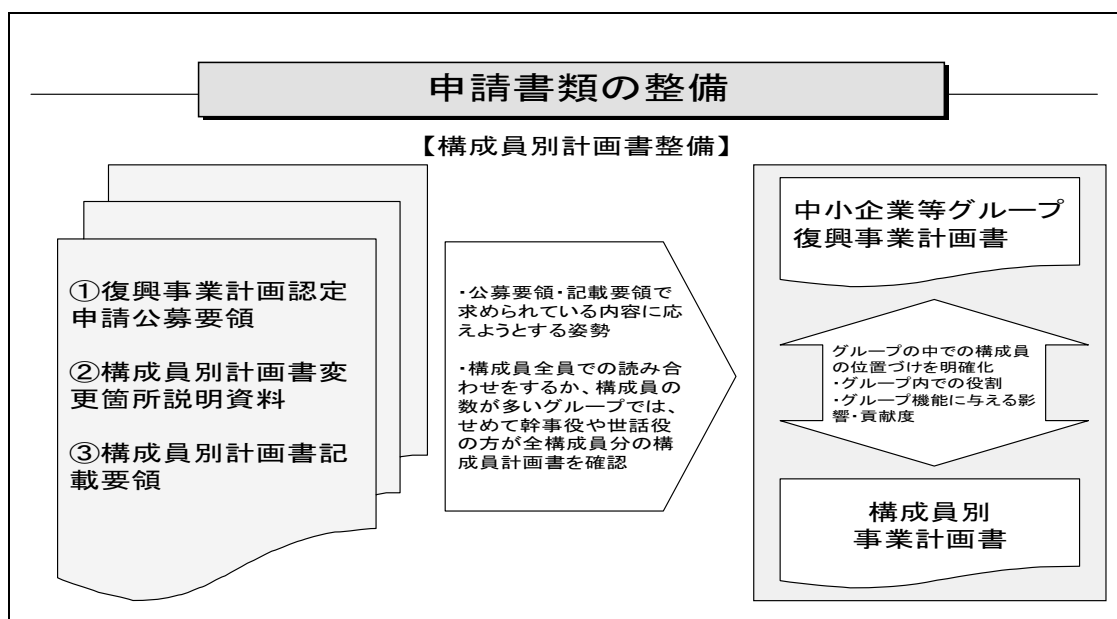 申請書類の整備
【構成員別計画書整備】
①復興事業計画認定
申請公募要領
②構成員別計画書変
更箇所説明資料
③構成員別計画書記
載要領
・公募要領・記載要領で
求められている内容に応
えようとする姿勢
・構成員全員での読み合
わせをするか、構成員の
数が多いグループでは、
せめて幹事役や世話役
の方が全構成員分の構
成員計画書を確認
中小企業等グループ
復興事業計画書
グループの中での構成員
の位置づけを明確化
・グループ内での役割
・グループ機能に与える影
響・貢献度
構成員別
事業計画書